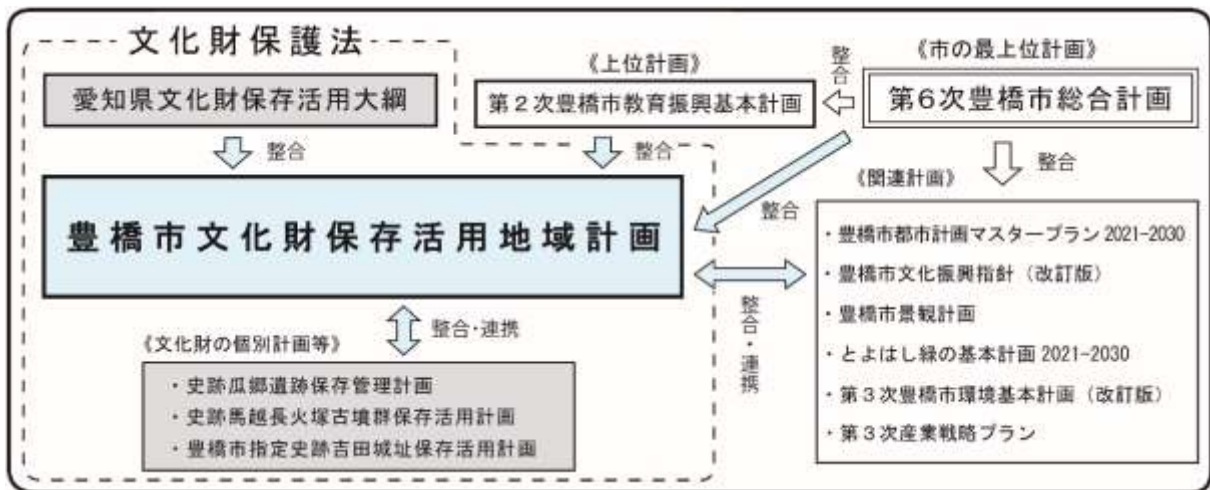 文化財保護法
愛知県文化財保存活用大綱
整合
《上位計画》
第2次豊橋市教育振興基本計画
整合
整合
《市の最上位計画》
第6次豊橋市総合計画
整合
整合
豊橋市文化財保存活用地域計画
整合・連携
《関連計画》
・豊橋市都市計画マスタープラン 2021-2030
・豊橋市文化振興指針（改訂版）
・豊橋市景観計画
・とよはし緑の基本計画 2021-2030
・第3次豊橋市環境基本計画（改訂版）
・第3次産業戦略プラン
整合・連携
《文化財の個別計画等》
・史跡瓜郷遺跡保存管理計画
・史跡馬越長火塚古墳群保存活用計画
・豊橋市指定史跡吉田城址保存活用計画